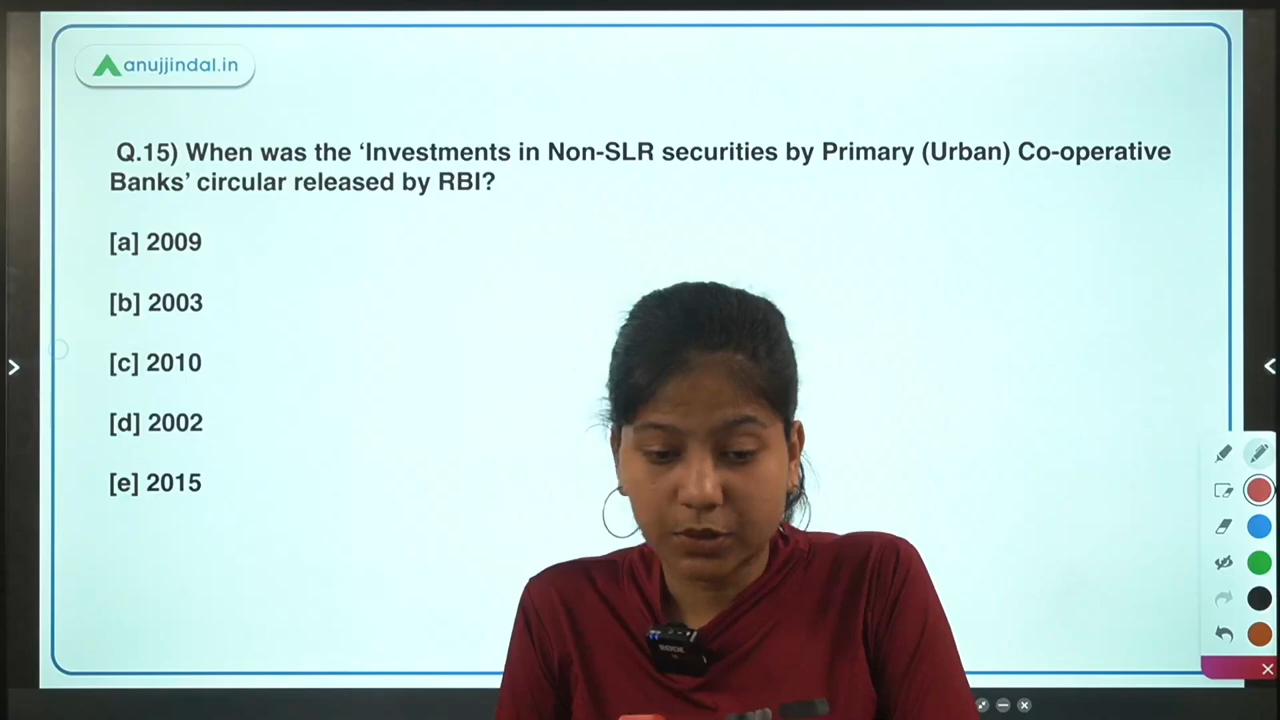 anujjindal.in
Q.15) When was the ‘Investments in Non-SLR securities by Primary (Urban) Co-operative
Banks’ circular released by RBI?
[a] 2009
[b] 2003
[c] 2010
[d] 2002
[e] 2015
RODE